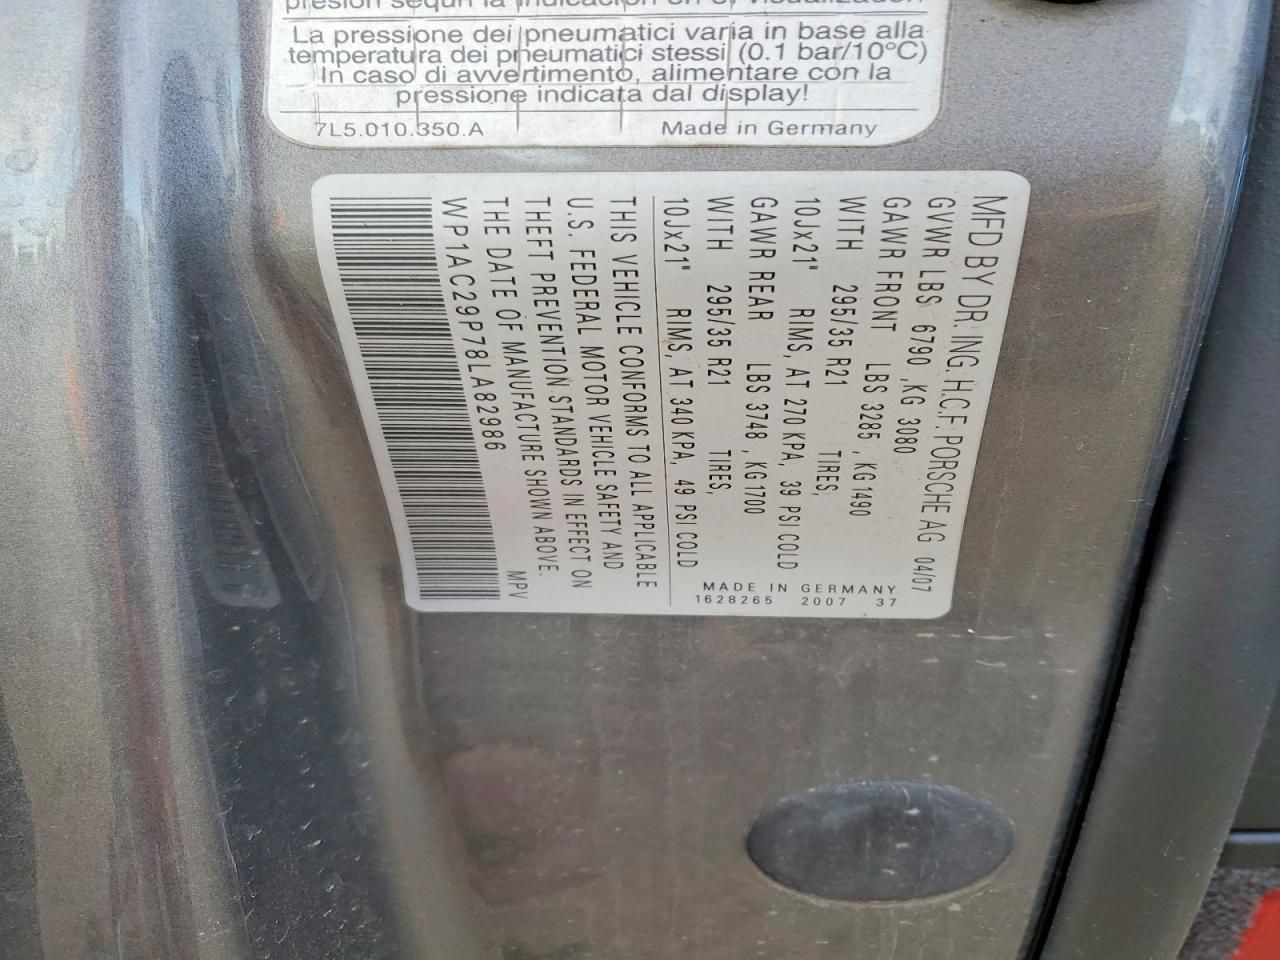 La pressione dei pneumatici varia in base alla
temperatura dei pneumatici stessi (0.1 bar/10°C)
In caso di avvertimento, alimentare con la
pressione indicata dal display!
7L5.010.350.A Made in Germany
MFD BY DR.ING. H.C.F. PORSCHE AG 04/07
GVWR LBS 6790 ,KG 3080
GAWR FRONT LBS 3285 , KG 1490
WITH 295/35 R21 TIRES,
10Jx21" RIMS, AT 270 KPA, 39 PSI COLD
GAWR REAR LBS 3748 , KG 1700
WITH 295/35 R21 TIRES,
10Jx21" RIMS, AT 340 KPA, 49 PSI COLD
THIS VEHICLE CONFORMS TO ALL APPLICABLE
U.S. FEDERAL MOTOR VEHICLE SAFETY AND
THEFT PREVENTION STANDARDS IN EFFECT ON
THE DATE OF MANUFACTURE SHOWN ABOVE.
WP1AC29P78LA82986 MPV
MADE IN GERMANY
1628265 2007 37